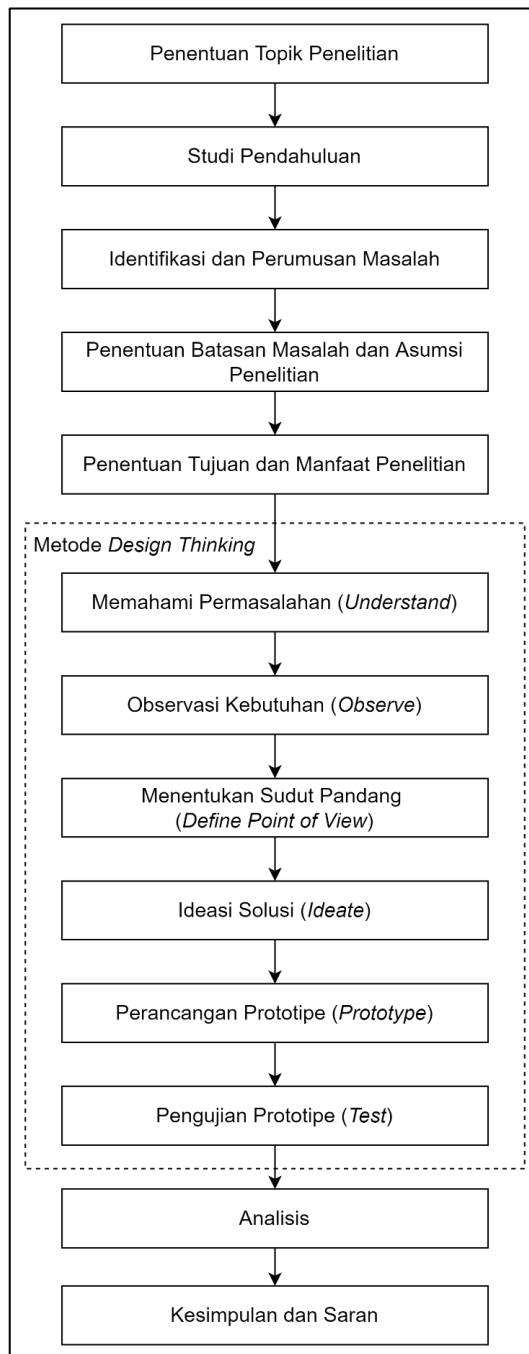 Penentuan Topik Penelitian
Studi Pendahuluan
Identifikasi dan Perumusan Masalah
Penentuan Batasan Masalah dan Asumsi
Penelitian
Penentuan Tujuan dan Manfaat Penelitian
Metode Design Thinking
Memahami Permasalahan (Understand)
Observasi Kebutuhan (Observe)
Menentukan Sudut Pandang
(Define Point of View)
Ideasi Solusi (Ideate)
Perancangan Prototipe (Prototype)
Pengujian Prototipe (Test)
Analisis
Kesimpulan dan Saran